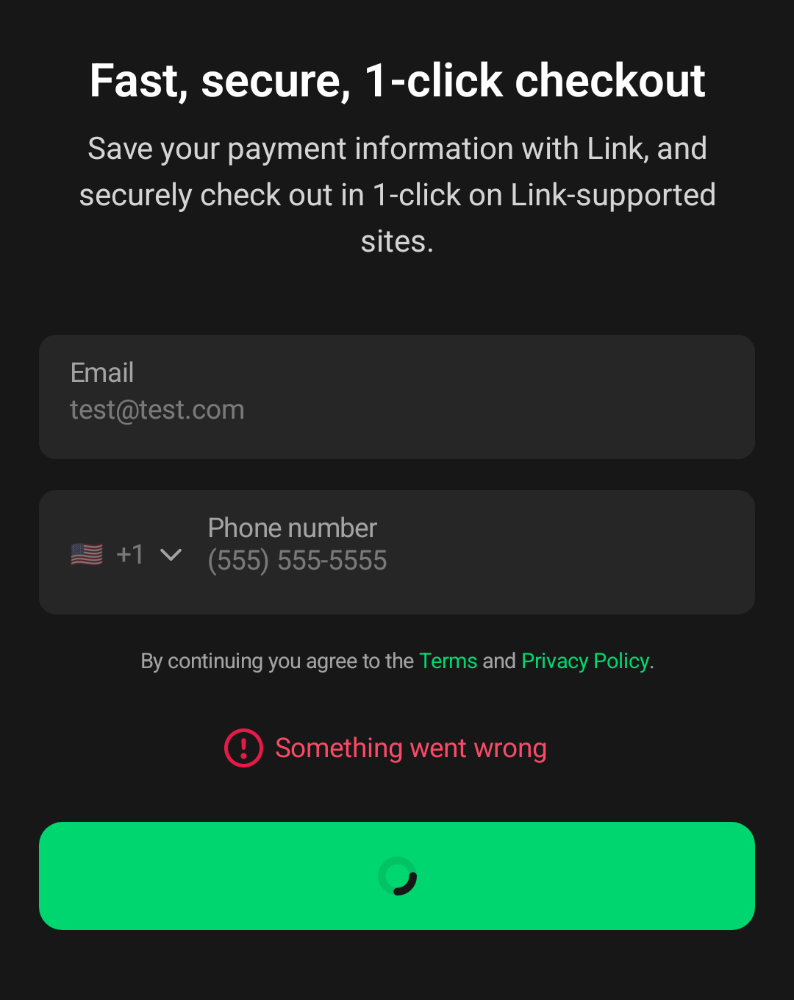 Fast, secure, 1-click checkout
Save your payment information with Link, and
securely check out in 1-click on Link-supported
sites.
Email
test@test.com
Phone number
🇺🇸 +1 (555) 555-5555
By continuing you agree to the Terms and Privacy Policy.
Something went wrong